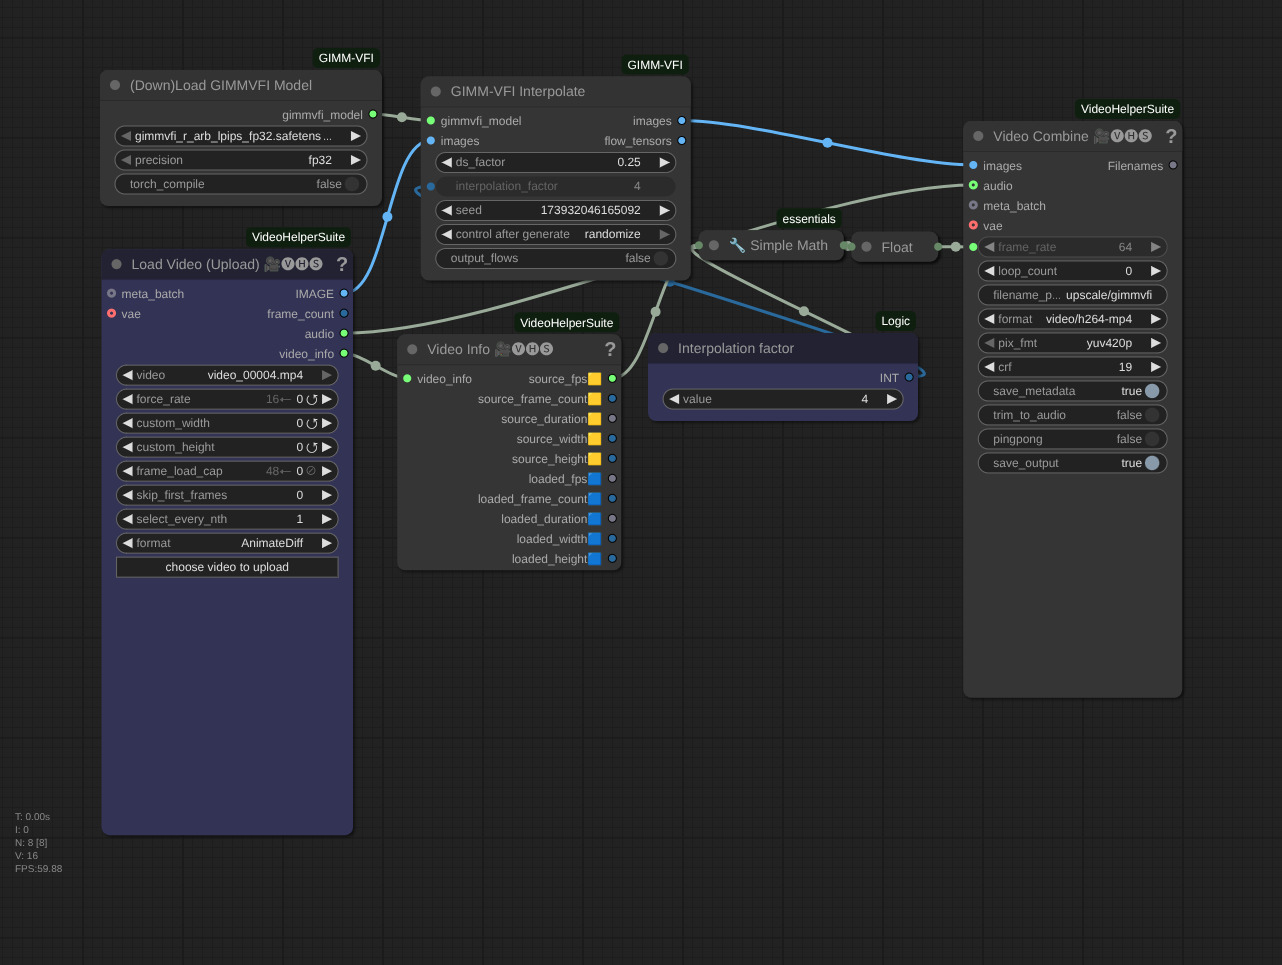 GIMM-VFI
(Down)Load GIMMVFI Model
gimmvfi_model
gimmvfi_r_arb_lpips_fp32.safetens ...
precision fp32
torch_compile false
GIMM-VFI
GIMM-VFI Interpolate
gimmvfi_model images
images flow_tensors
ds_factor 0.25
interpolation_factor 4
seed 173932046165092
control after generate randomize
output_flows false
VideoHelperSuite
Video Combine 🎥🅥🅗🅢 ?
images Filenames
audio
meta_batch
vae
frame_rate 64
loop_count 0
filename_p... upscale/gimmvfi
format video/h264-mp4
pix_fmt yuv420p
crf 19
save_metadata true
trim_to_audio false
pingpong false
save_output true
essentials
🔧 Simple Math
Float
VideoHelperSuite
Load Video (Upload) 🎥🅥🅗🅢 ?
meta_batch IMAGE
vae frame_count
audio
video_info
video video_00004.mp4
force_rate 16← 0
custom_width 0
custom_height 0
frame_load_cap 48← 0
skip_first_frames 0
select_every_nth 1
format AnimateDiff
choose video to upload
VideoHelperSuite
Video Info 🎥🅥🅗🅢 ?
video_info source_fps🟨
source_frame_count🟨
source_duration🟨
source_width🟨
source_height🟨
loaded_fps🟦
loaded_frame_count🟦
loaded_duration🟦
loaded_width🟦
loaded_height🟦
Logic
Interpolation factor
INT
value 4
T: 0.00s
I: 0
N: 8 [8]
V: 16
FPS:59.88